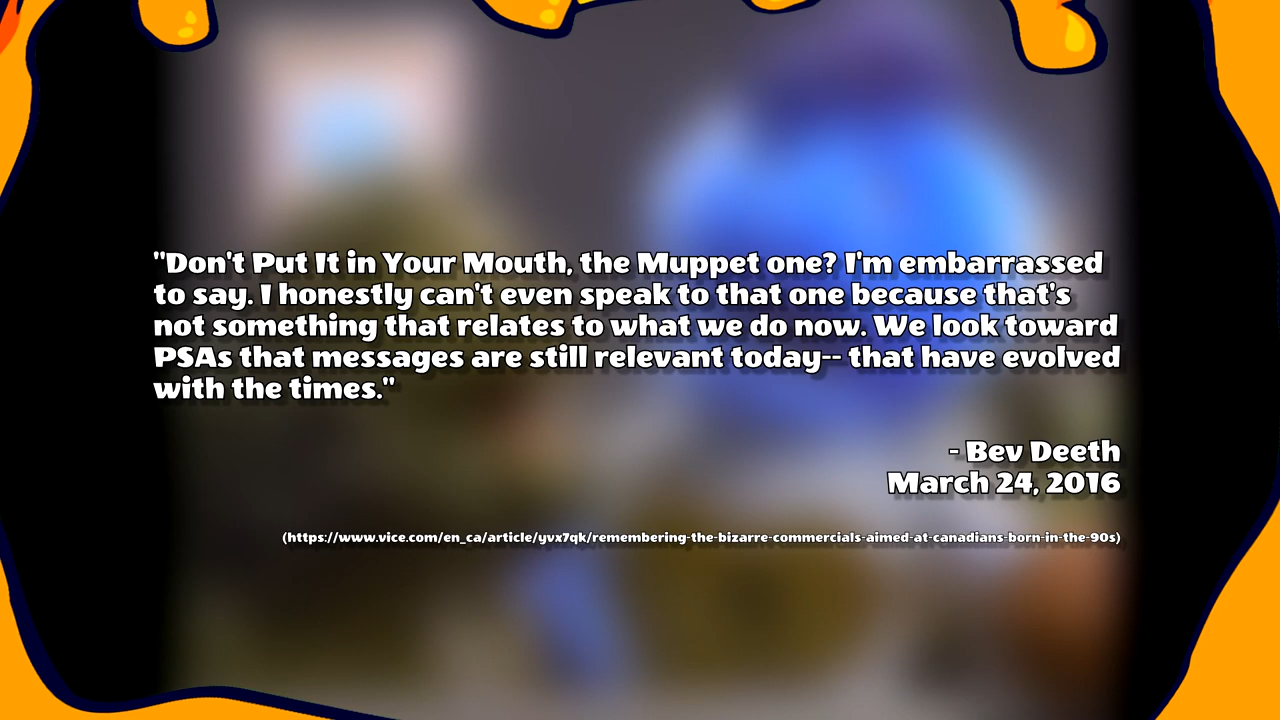 "Don't Put It in Your Mouth, the Muppet one? I'm embarrassed
to say. I honestly can't even speak to that one because that's
not something that relates to what we do now. We look toward
PSAs that messages are still relevant today-- that have evolved
with the times."
- Bev Deeth
March 24, 2016
(https://www.vice.com/en_ca/article/yvx7qk/remembering-the-bizarre-commercials-aimed-at-canadians-born-in-the-90s)